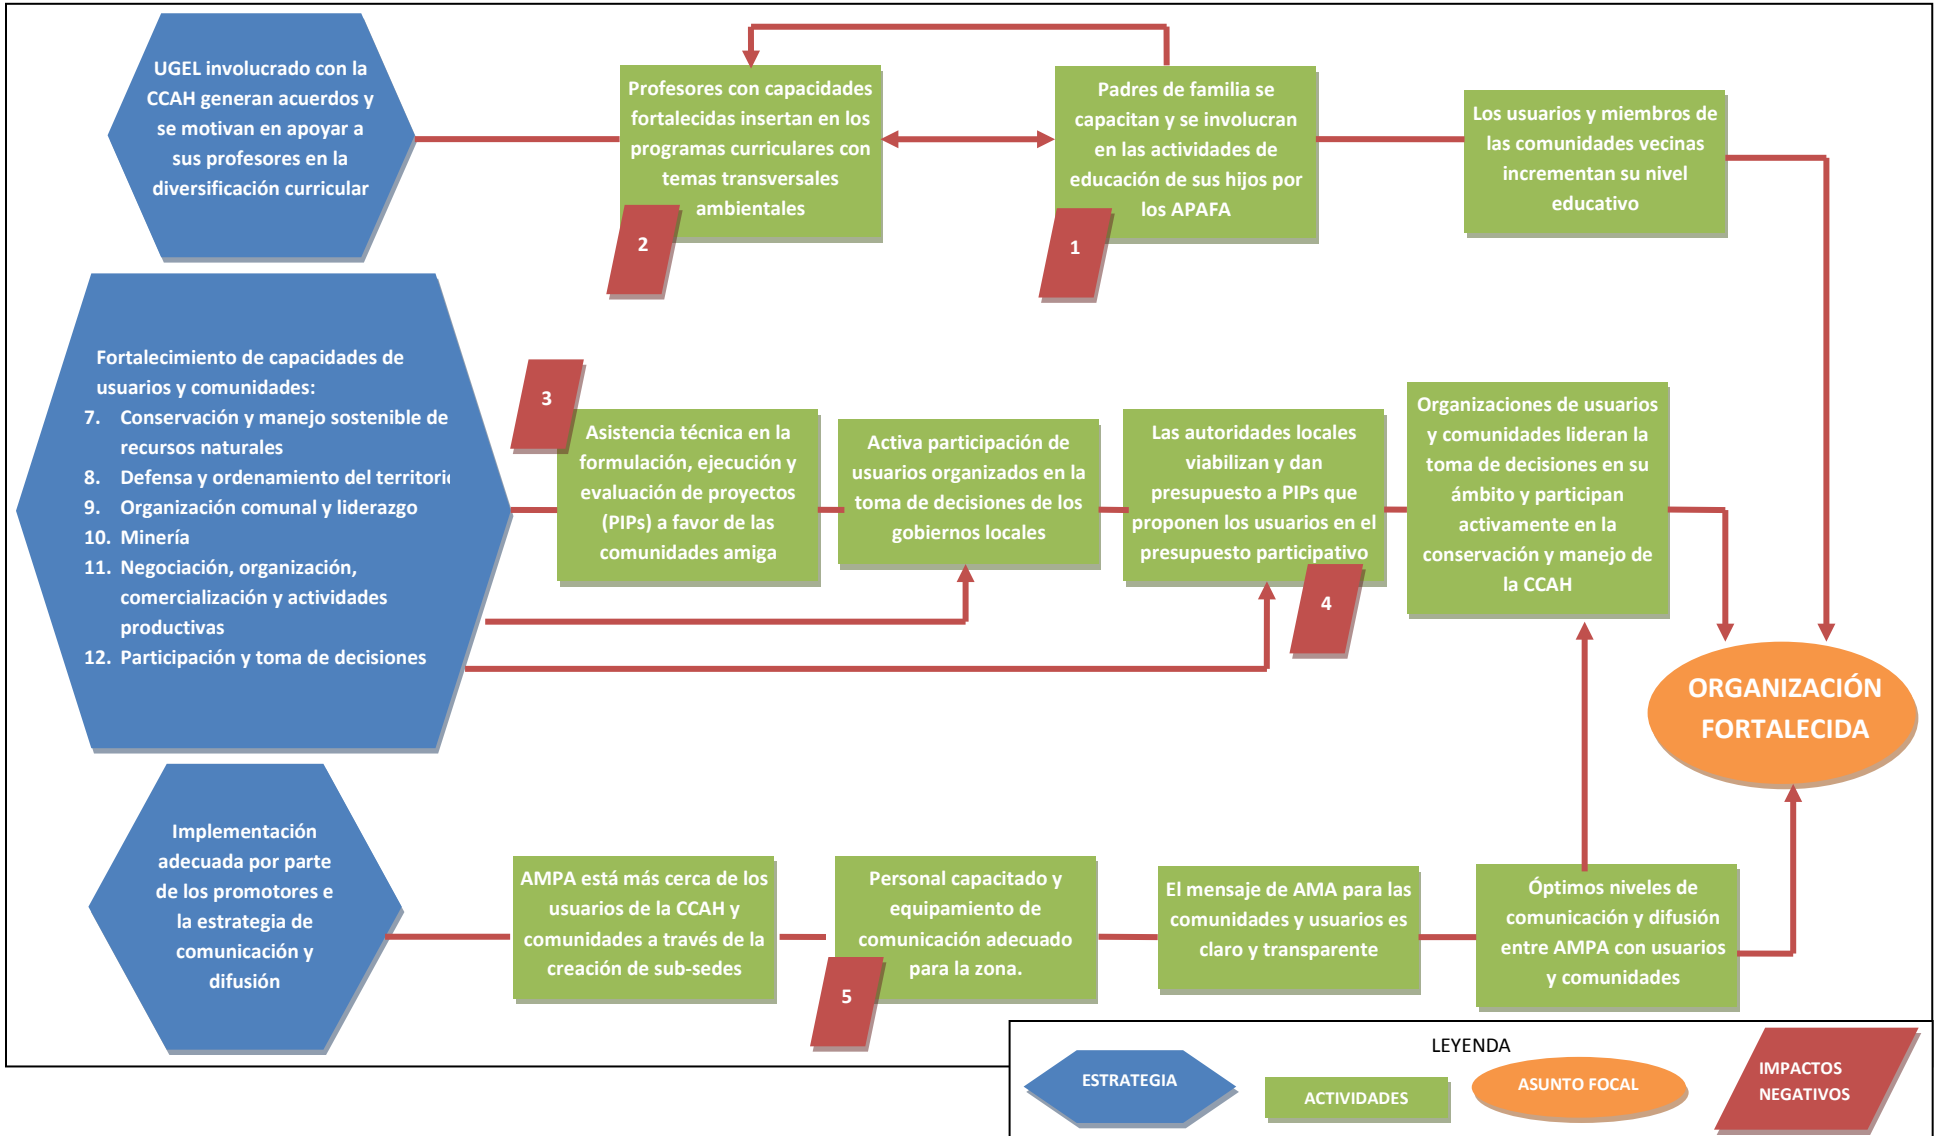 UGEL involucrado con la
CCAH generan acuerdos y
se motivan en apoyar a
sus profesores en la
diversificación curricular
Profesores con capacidades
fortalecidas insertan en los
programas curriculares con
temas transversales
ambientales
2
Padres de familia se
capacitan y se involucran
en las actividades de
educación de sus hijos por
los APAFA
1
Los usuarios y miembros de
las comunidades vecinas
incrementan su nivel
educativo
Fortalecimiento de capacidades de
usuarios y comunidades:
7. Conservación y manejo sostenible de
recursos naturales
8. Defensa y ordenamiento del territorio
9. Organización comunal y liderazgo
10. Minería
11. Negociación, organización,
comercialización y actividades
productivas
12. Participación y toma de decisiones
3
Asistencia técnica en la
formulación, ejecución y
evaluación de proyectos
(PIPs) a favor de las
comunidades amiga
Activa participación de
usuarios organizados en la
toma de decisiones de los
gobiernos locales
Las autoridades locales
viabilizan y dan
presupuesto a PIPs que
proponen los usuarios en el
presupuesto participativo
4
Organizaciones de usuarios
y comunidades lideran la
toma de decisiones en su
ámbito y participan
activamente en la
conservación y manejo de
la CCAH
ORGANIZACIÓN
FORTALECIDA
Implementación
adecuada por parte
de los promotores e
la estrategia de
comunicación y
difusión
AMPA está más cerca de los
usuarios de la CCAH y
comunidades a través de la
creación de sub-sedes
Personal capacitado y
equipamiento de
comunicación adecuado
para la zona.
5
El mensaje de AMA para las
comunidades y usuarios es
claro y transparente
Óptimos niveles de
comunicación y difusión
entre AMPA con usuarios
y comunidades
LEYENDA
ESTRATEGIA
ACTIVIDADES
ASUNTO FOCAL
IMPACTOS
NEGATIVOS